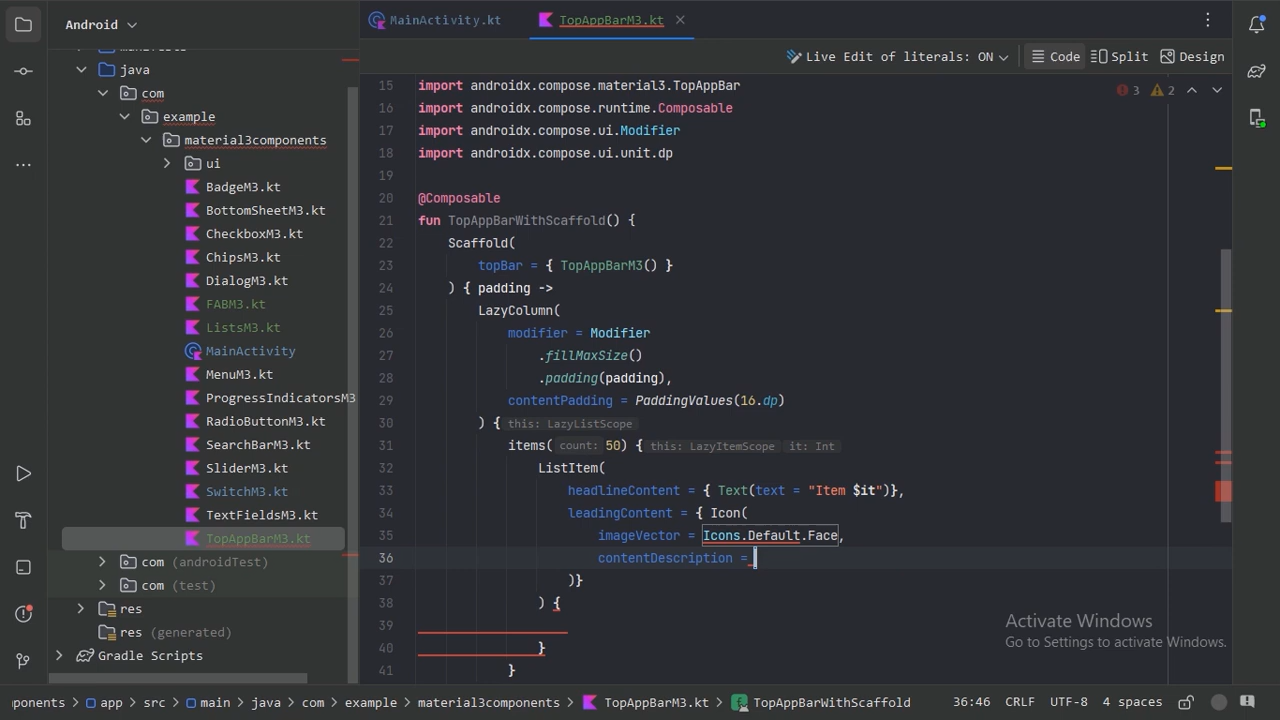 Android
MainActivity.kt
TopAppBarM3.kt
Live Edit of literals: ON
Code
Split
Design
java
com
example
material3components
ui
BadgeM3.kt
BottomSheetM3.kt
CheckboxM3.kt
ChipsM3.kt
DialogM3.kt
FABM3.kt
ListsM3.kt
MainActivity
MenuM3.kt
ProgressIndicatorsM3
RadioButtonM3.kt
SearchBarM3.kt
SliderM3.kt
SwitchM3.kt
TextFieldsM3.kt
TopAppBarM3.kt
com (androidTest)
com (test)
res
res (generated)
Gradle Scripts
3 2
15 import androidx.compose.material3.TopAppBar
16 import androidx.compose.runtime.Composable
17 import androidx.compose.ui.Modifier
18 import androidx.compose.ui.unit.dp
19
20 @Composable
21 fun TopAppBarWithScaffold() {
22 Scaffold(
23 topBar = { TopAppBarM3() }
24 ) { padding ->
25 LazyColumn(
26 modifier = Modifier
27 .fillMaxSize()
28 .padding(padding),
29 contentPadding = PaddingValues(16.dp)
30 ) { this: LazyListScope
31 items( count: 50) { this: LazyItemScope it: Int
32 ListItem(
33 headlineContent = { Text(text = "Item $it")},
34 leadingContent = { Icon(
35 imageVector = Icons.Default.Face,
36 contentDescription =
37 )}
38 ) {
39
40 }
41 }
Activate Windows
Go to Settings to activate Windows.
ponents app src main java com example material3components TopAppBarM3.kt TopAppBarWithScaffold 36:46 CRLF UTF-8 4 spaces